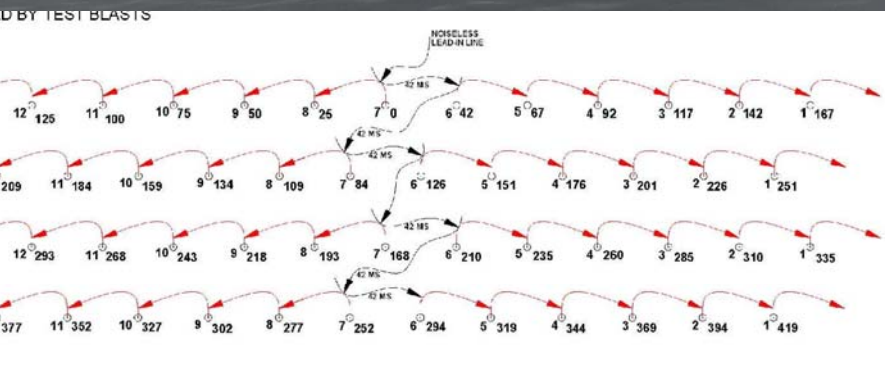 D BY TEST BLASTS
NOISELESS
LEAD-IN LINE
42 MS
12 125 11 100 10 75 9 50 8 25 7 0 6 42 5 67 4 92 3 117 2 142 1 167
42 MS
42 MS
209 11 184 10 159 9 134 8 109 7 84 6 126 5 151 4 176 3 201 2 226 1 251
42 MS
12 293 11 268 10 243 9 218 8 193 7 168 6 210 5 235 4 260 3 285 2 310 1 335
42 MS
42 MS
377 11 352 10 327 9 302 8 277 7 252 6 294 5 319 4 344 3 369 2 394 1 419